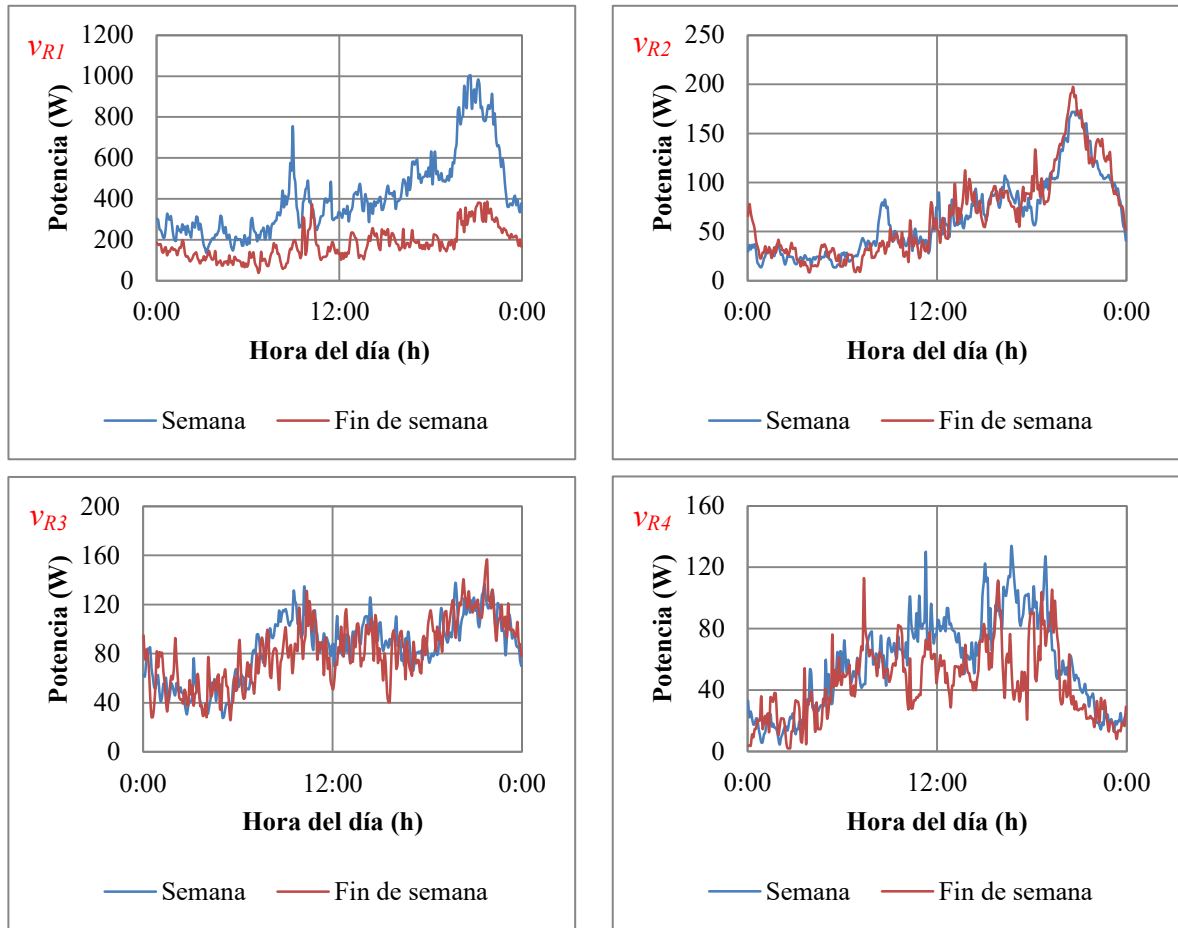 v_R1
Potencia (W)
1200
1000
800
600
400
200
0
0:00 12:00 0:00
Hora del día (h)
Semana Fin de semana
v_R2
Potencia (W)
250
200
150
100
50
0
0:00 12:00 0:00
Hora del día (h)
Semana Fin de semana
v_R3
Potencia (W)
200
160
120
80
40
0
0:00 12:00 0:00
Hora del día (h)
Semana Fin de semana
v_R4
Potencia (W)
160
120
80
40
0
0:00 12:00 0:00
Hora del día (h)
Semana Fin de semana